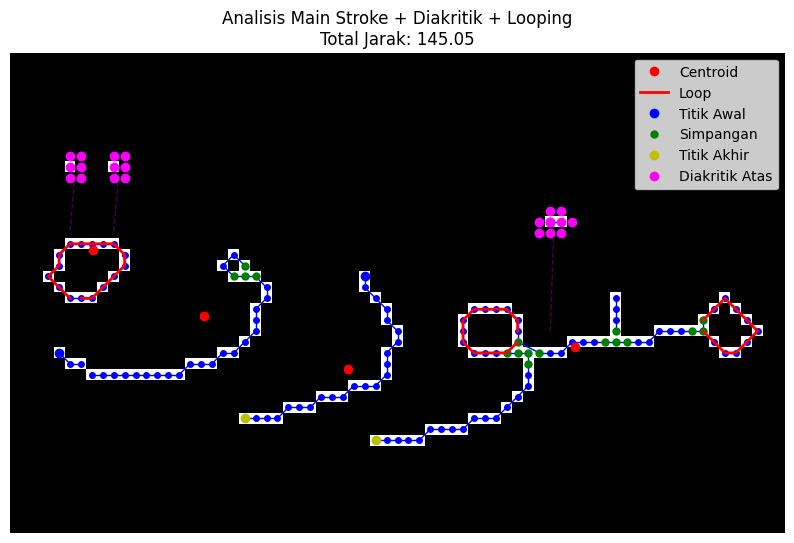 Analisis Main Stroke + Diakritik + Looping
Total Jarak: 145.05
Centroid
Loop
Titik Awal
Simpangan
Titik Akhir
Diakritik Atas